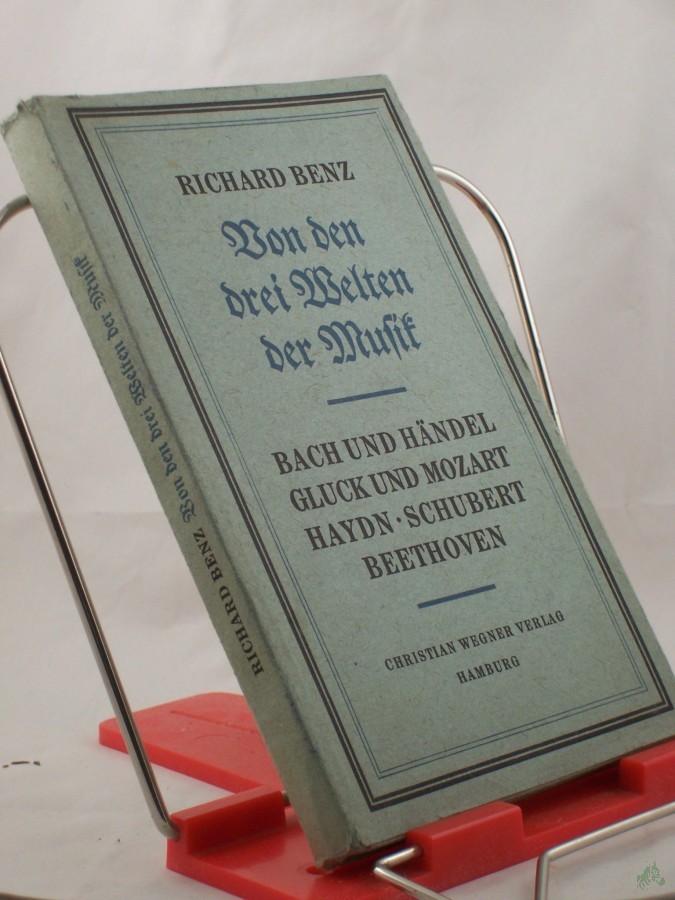 RICHARD BENZ
Von den
drei Welten
der Musik
BACH UND HÄNDEL
GLUCK UND MOZART
HAYDN · SCHUBERT
BEETHOVEN
CHRISTIAN WEGNER VERLAG
HAMBURG
RICHARD BENZ Von den drei Welten der Musik